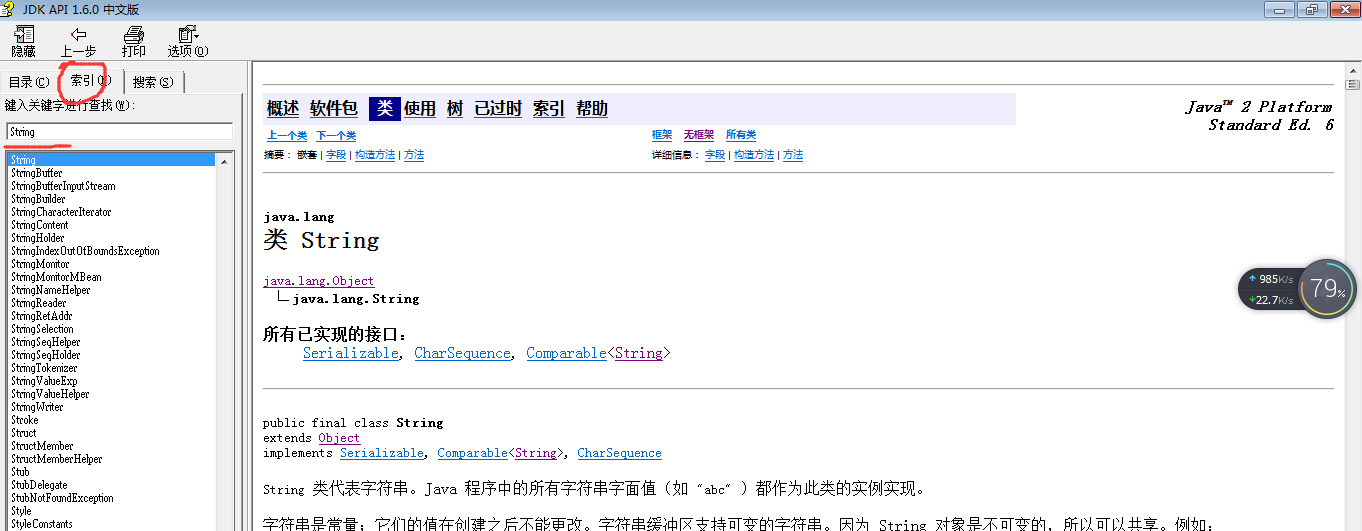 JDK API 1.6.0 中文版
隐藏 上一步 打印 选项(O)
目录(C) 索引(N) 搜索(S)
键入关键字进行查找(W):
String
String
StringBuffer
StringBufferInputStream
StringBuilder
StringCharacterIterator
StringContent
StringHolder
StringIndexOutOfBoundsException
StringMonitor
StringMonitorMBean
StringNameHelper
StringReader
StringRefAddr
StringSelection
StringSeqHelper
StringSeqHolder
StringTokenizer
StringValueExp
StringValueHelper
StringWriter
Stroke
Struct
StructMember
StructMemberHelper
Stub
StubDelegate
StubNotFoundException
Style
StyleConstants
概述 软件包 类 使用 树 已过时 索引 帮助
Java™ 2 Platform
Standard Ed. 6
上一个类 下一个类 框架 无框架 所有类
摘要： 嵌套 | 字段 | 构造方法 | 方法 详细信息： 字段 | 构造方法 | 方法
java.lang
类 String
java.lang.Object
java.lang.String
所有已实现的接口：
Serializable, CharSequence, Comparable<String>
public final class String
extends Object
implements Serializable, Comparable<String>, CharSequence
String 类代表字符串。Java 程序中的所有字符串字面值（如 "abc" ）都作为此类的实例实现。
字符串是常量；它们的值在创建之后不能更改。字符串缓冲区支持可变的字符串。因为 String 对象是不可变的，所以可以共享。例如：
985K/s
22.7K/s
79%